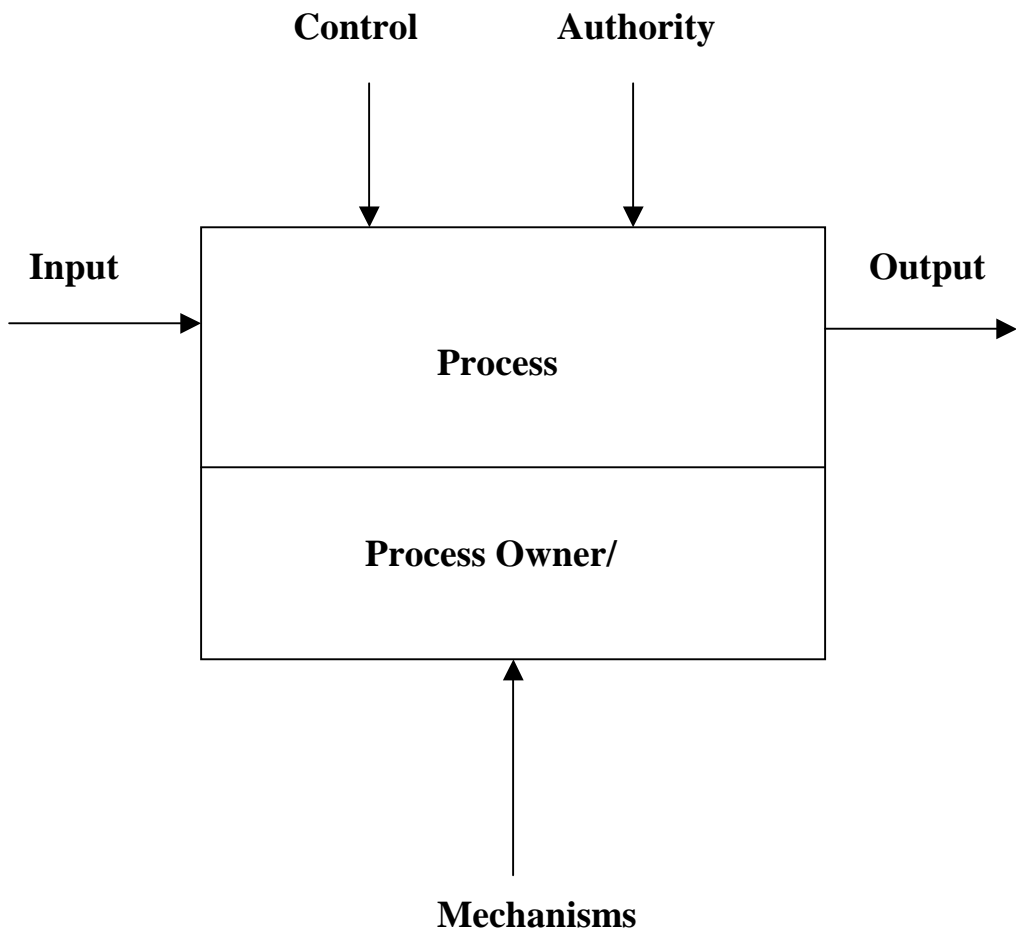 Control Authority
Input Output
Process
Process Owner/
Mechanisms